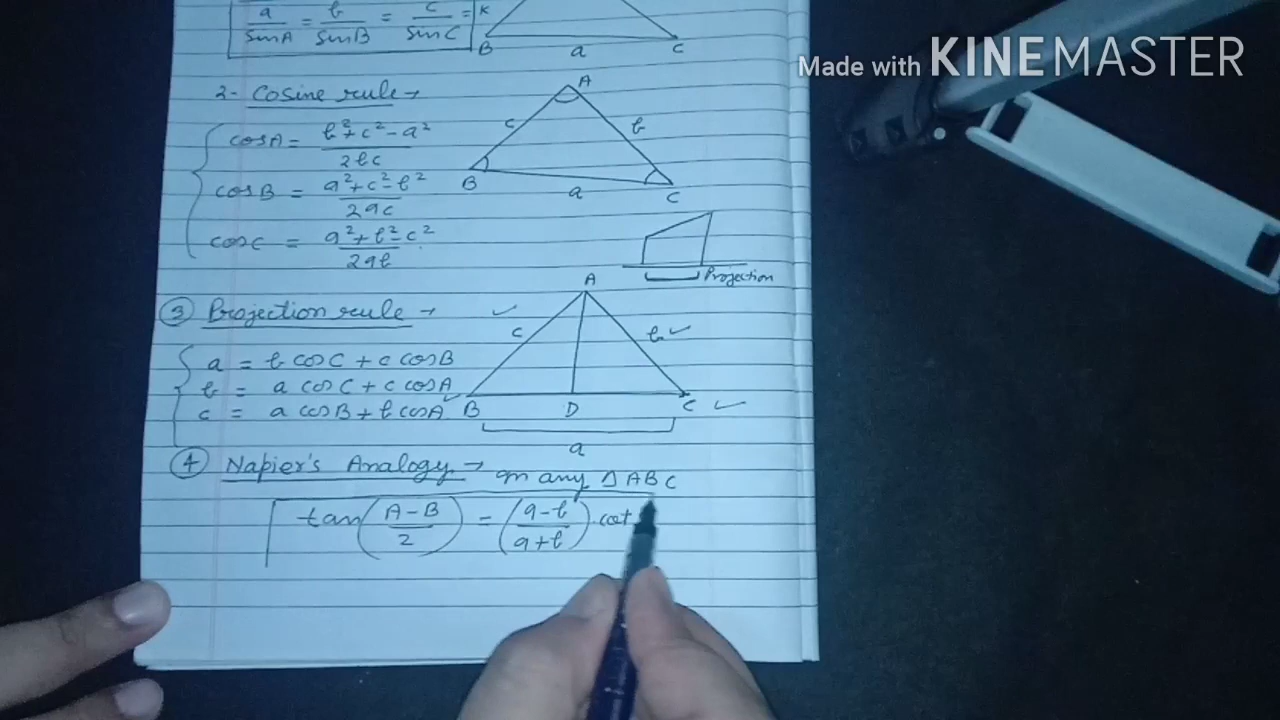 a/sinA = b/sinB = c/sinC = K
B a C
2- Cosine rule →
A
cosA = b²+c²-a²/2bc
c b
cosB = a²+c²-b²/2ac
B a C
cosC = a²+b²-c²/2ab
Projection
A
③ Projection rule →
c b
a = b cosC + c cosB
b = a cosC + c cosA
c = a cosB + b cosA
B D C
a
④ Napier's Analogy → In any Δ ABC
tan(A-B/2) = (a-b/a+b) . cot
Made with KINEMASTER